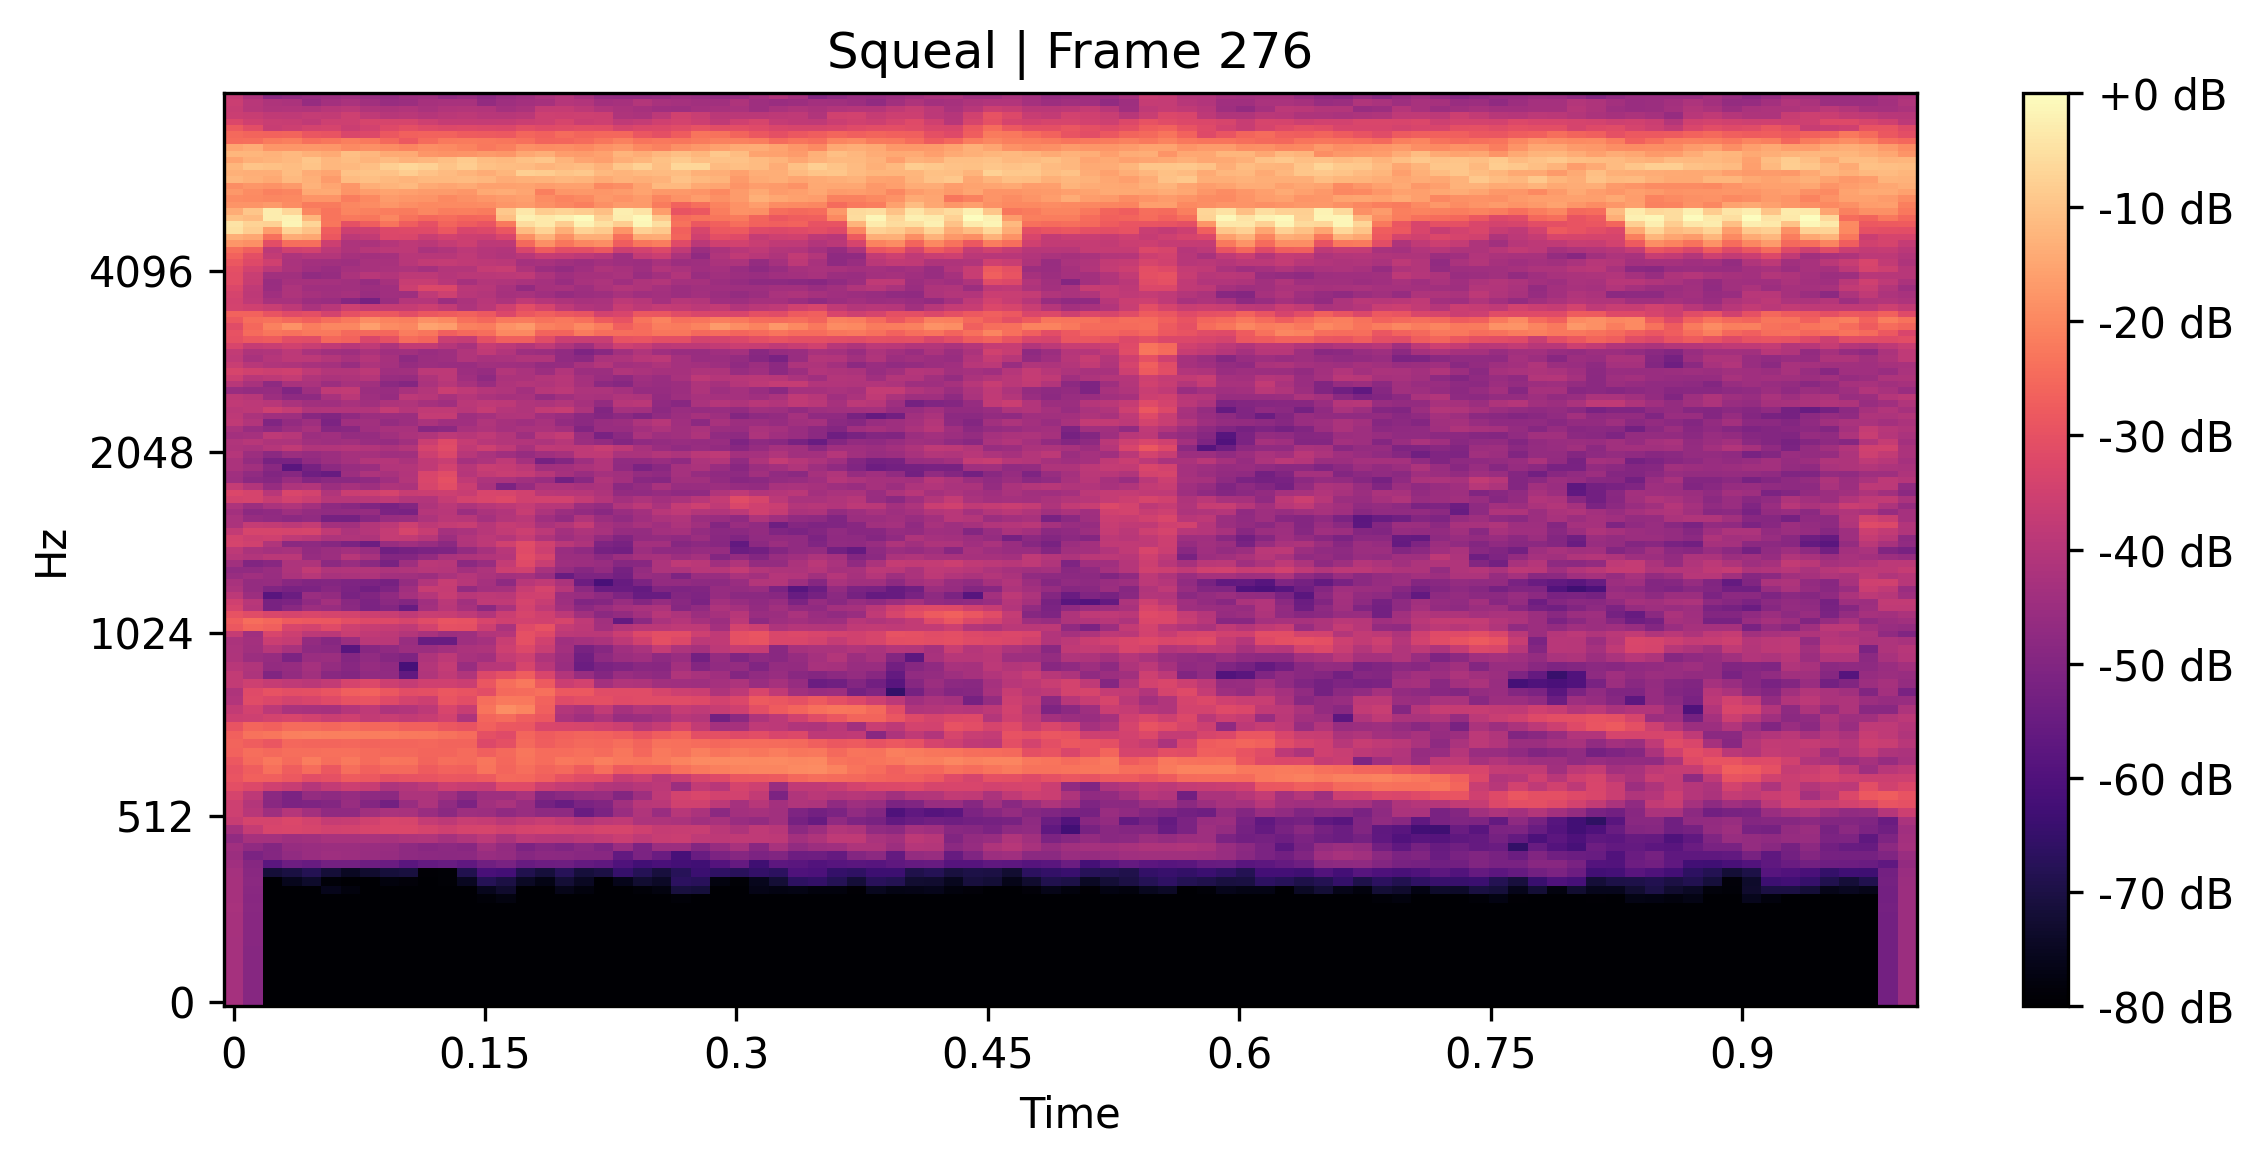 Squeal | Frame 276
+0 dB
-10 dB
-20 dB
-30 dB
-40 dB
-50 dB
-60 dB
-70 dB
-80 dB
Hz
4096
2048
1024
512
0
0 0.15 0.3 0.45 0.6 0.75 0.9
Time